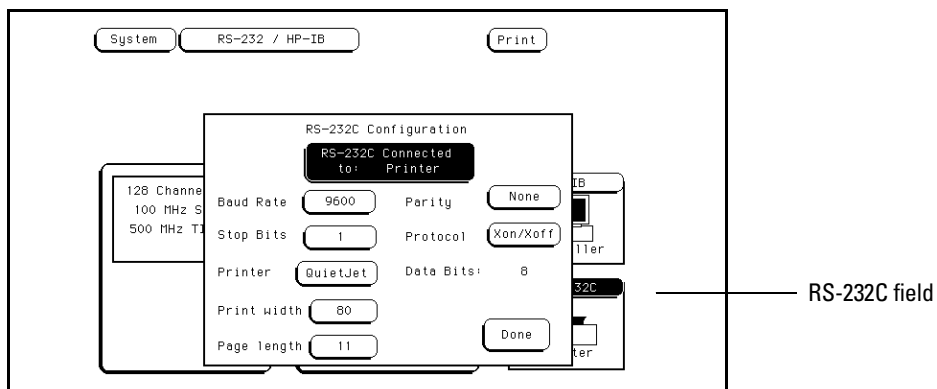 System RS-232 / HP-IB Print
RS-232C Configuration
RS-232C Connected
to: Printer
128 Channe
100 MHz S
500 MHz TI
Baud Rate 9600 Parity None
Stop Bits 1 Protocol Xon/Xoff
Printer QuietJet Data Bits: 8
Print width 80
Page length 11
Done
IB
ller
32C
ter
RS-232C field